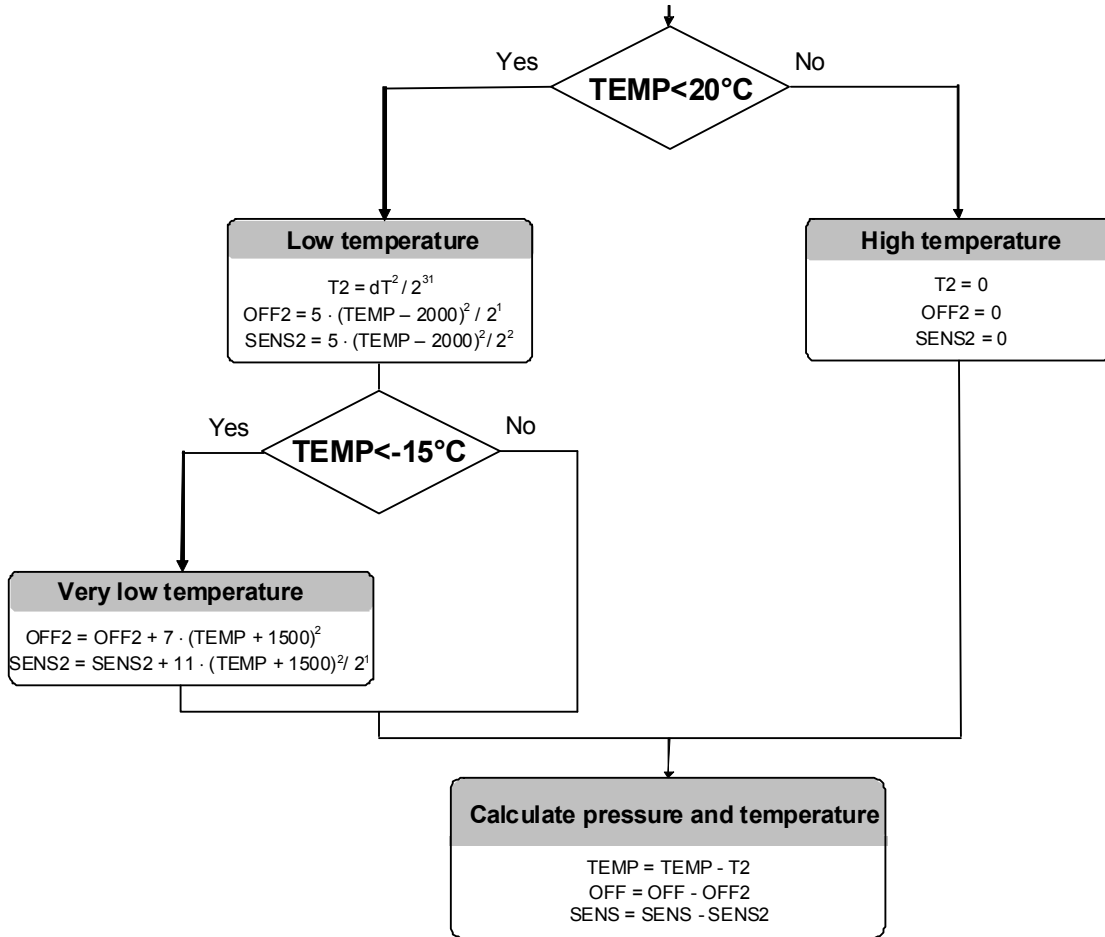 Yes
No
TEMP<20°C
Low temperature
T2 = dT² / 2³¹
OFF2 = 5 · (TEMP – 2000)² / 2¹
SENS2 = 5 · (TEMP – 2000)² / 2²
High temperature
T2 = 0
OFF2 = 0
SENS2 = 0
Yes
No
TEMP<-15°C
Very low temperature
OFF2 = OFF2 + 7 · (TEMP + 1500)²
SENS2 = SENS2 + 11 · (TEMP + 1500)² / 2¹
Calculate pressure and temperature
TEMP = TEMP - T2
OFF = OFF - OFF2
SENS = SENS - SENS2